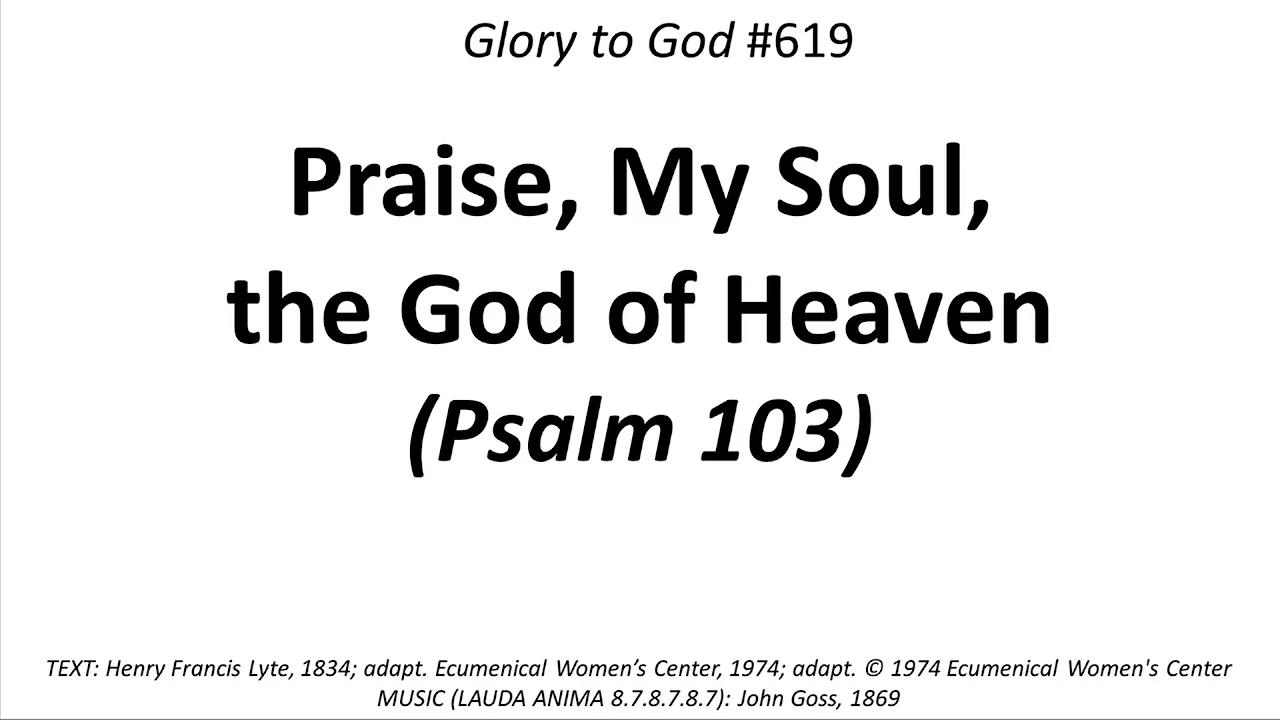 Glory to God #619
Praise, My Soul,
the God of Heaven
(Psalm 103)
TEXT: Henry Francis Lyte, 1834; adapt. Ecumenical Women’s Center, 1974; adapt. © 1974 Ecumenical Women's Center
MUSIC (LAUDA ANIMA 8.7.8.7.8.7): John Goss, 1869